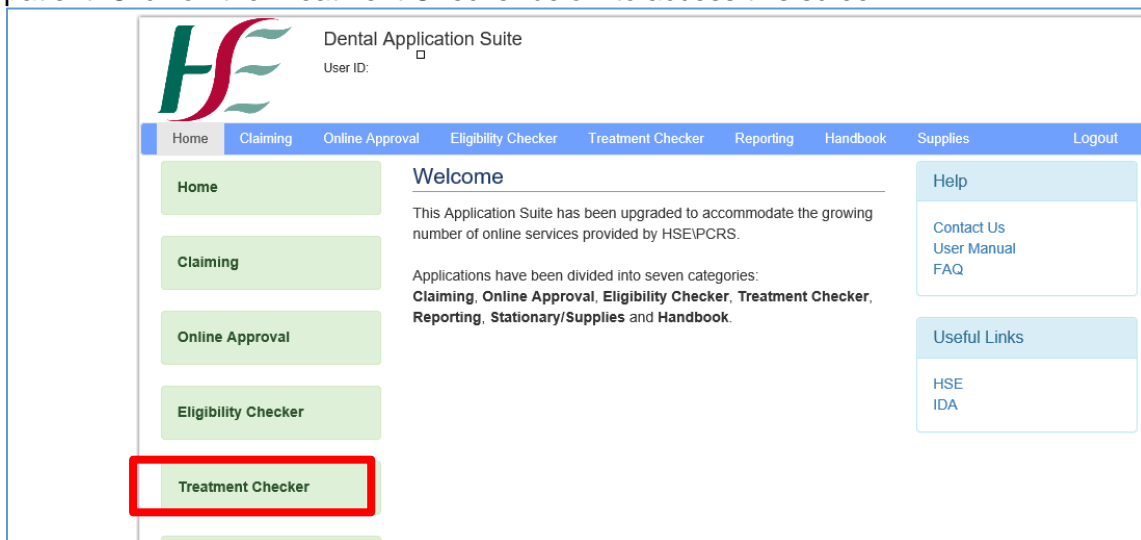 Dental Application Suite
User ID:
HSE
Home Claiming Online Approval Eligibility Checker Treatment Checker Reporting Handbook Supplies Logout
Home
Claiming
Online Approval
Eligibility Checker
Treatment Checker
Welcome
This Application Suite has been upgraded to accommodate the growing
number of online services provided by HSE\PCRS.
Applications have been divided into seven categories:
Claiming, Online Approval, Eligibility Checker, Treatment Checker,
Reporting, Stationary/Supplies and Handbook.
Help
Contact Us
User Manual
FAQ
Useful Links
HSE
IDA